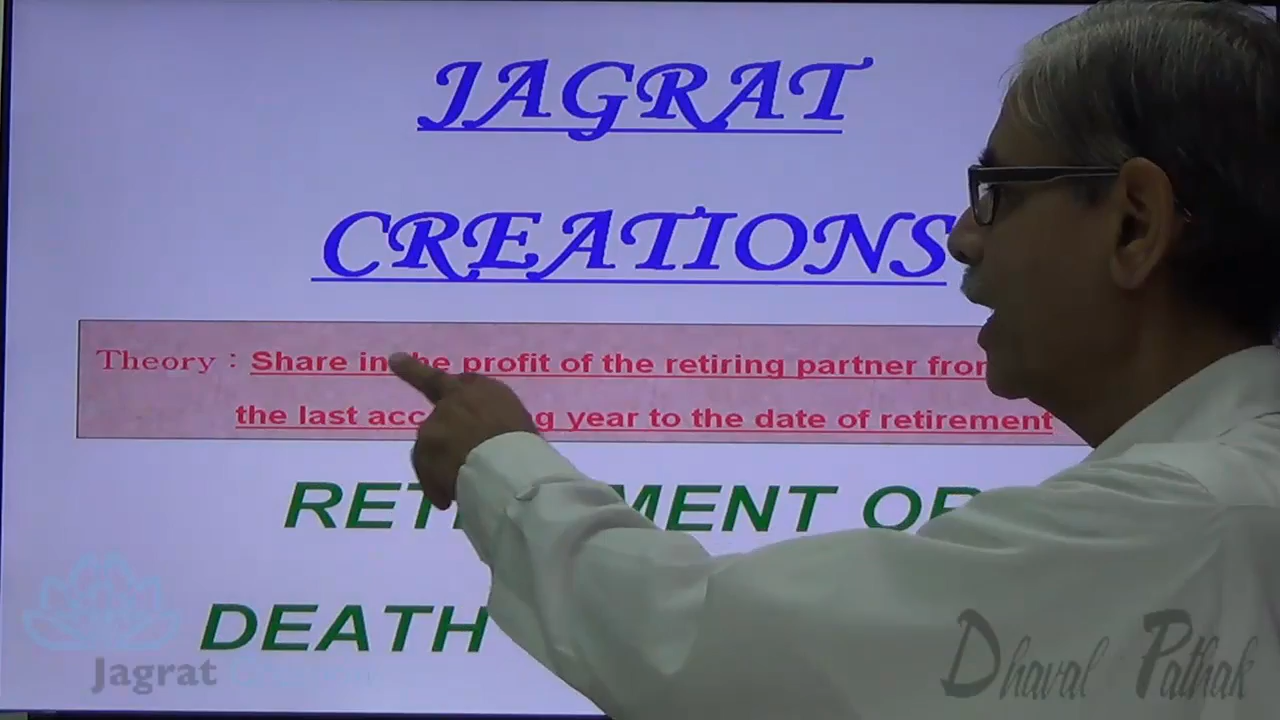 JAGRAT
CREATIONS
Theory : Share in the profit of the retiring partner
the last year to the date of retirement
DEATH
Jagrat
Dhaval Pathak